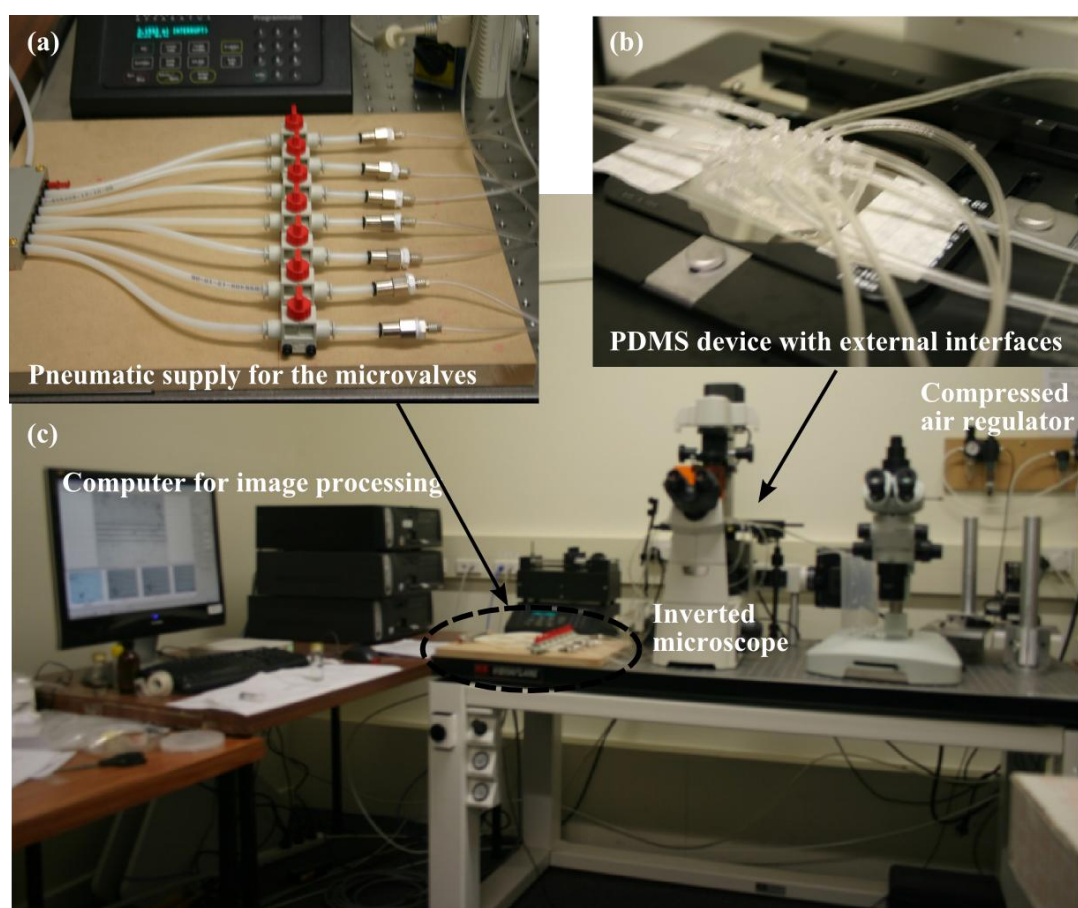 (a)
Programmable
Pneumatic supply for the microvalves
(b)
PDMS device with external interfaces
(c)
Compressed
air regulator
Computer for image processing
Inverted
microscope